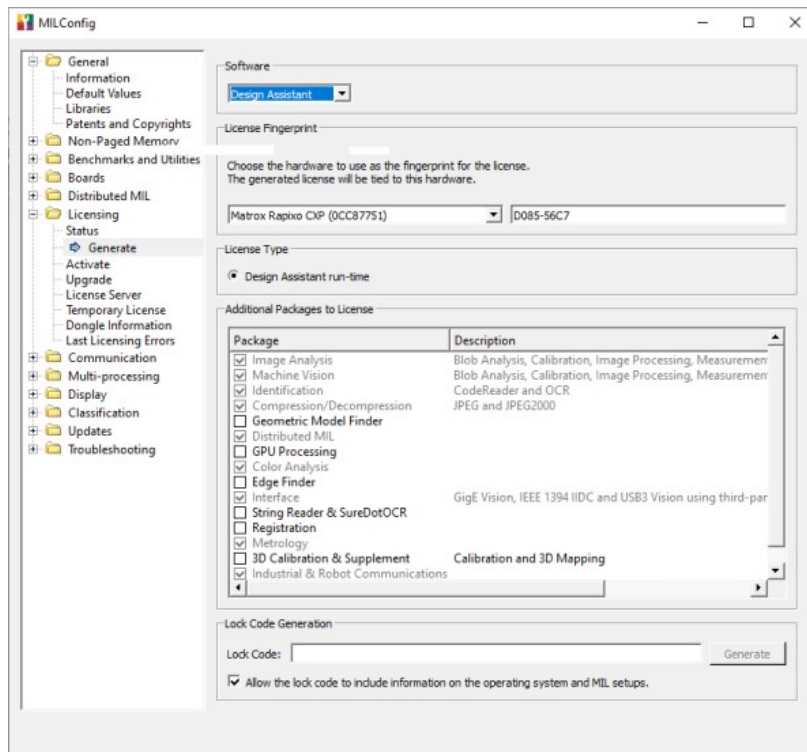 MILConfig
General
Information
Default Values
Libraries
Patents and Copyrights
Non-Paged Memory
Benchmarks and Utilities
Boards
Distributed MIL
Licensing
Status
Generate
Activate
Upgrade
License Server
Temporary License
Dongle Information
Last Licensing Errors
Communication
Multi-processing
Display
Classification
Updates
Troubleshooting
Software
Design Assistant
License Fingerprint
Choose the hardware to use as the fingerprint for the license.
The generated license will be tied to this hardware.
Matrox Rapixo CXP (0CC87751) D085-56C7
License Type
Design Assistant run-time
Additional Packages to License
Package Description
Image Analysis Blob Analysis, Calibration, Image Processing, Measuremen
Machine Vision Blob Analysis, Calibration, Image Processing, Measuremen
Identification CodeReader and OCR
Compression/Decompression JPEG and JPEG2000
Geometric Model Finder
Distributed MIL
GPU Processing
Color Analysis
Edge Finder
Interface GigE Vision, IEEE 1394 IIDC and USB3 Vision using third-par
String Reader & SureDotOCR
Registration
Metrology
3D Calibration & Supplement Calibration and 3D Mapping
Industrial & Robot Communications
Lock Code Generation
Lock Code: Generate
Allow the lock code to include information on the operating system and MIL setups.